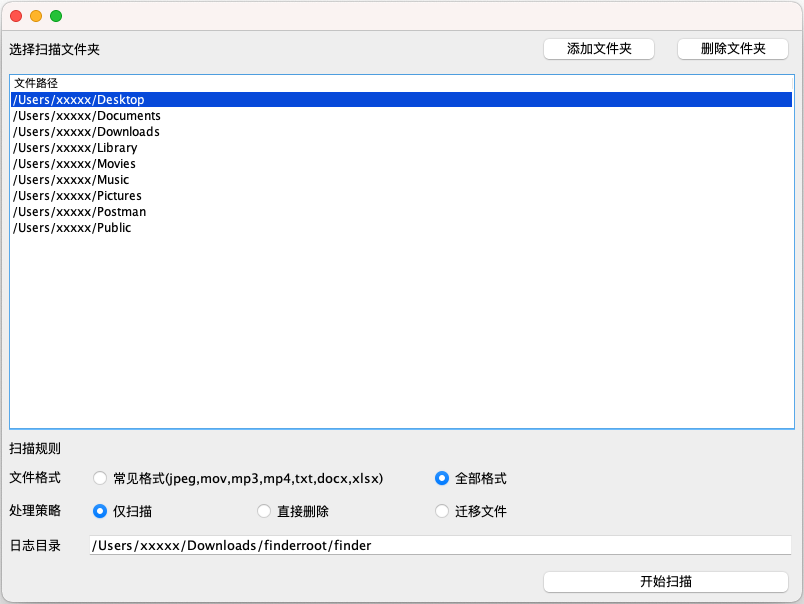 选择扫描文件夹 添加文件夹 删除文件夹
文件路径
/Users/xxxxx/Desktop
/Users/xxxxx/Documents
/Users/xxxxx/Downloads
/Users/xxxxx/Library
/Users/xxxxx/Movies
/Users/xxxxx/Music
/Users/xxxxx/Pictures
/Users/xxxxx/Postman
/Users/xxxxx/Public
扫描规则
文件格式 常见格式(jpeg,mov,mp3,mp4,txt,docx,xlsx) 全部格式
处理策略 仅扫描 直接删除 迁移文件
日志目录 /Users/xxxxx/Downloads/finderroot/finder
开始扫描